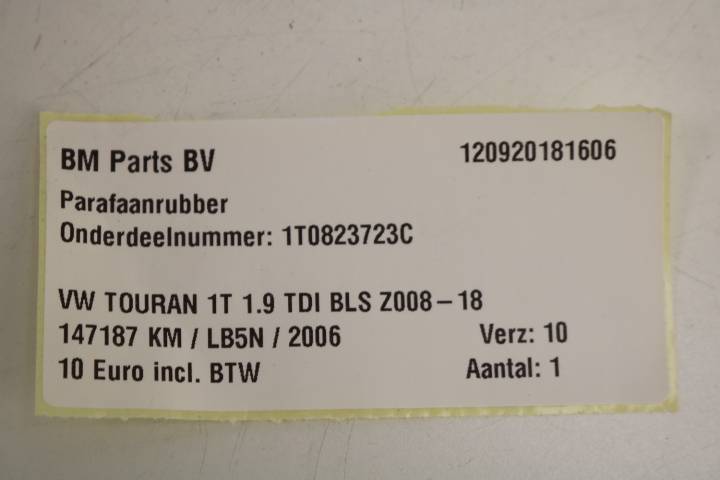 BM Parts BV 120920181606
Parafaanrubber
Onderdeelnummer: 1T0823723C
VW TOURAN 1T 1.9 TDI BLS Z008-18
147187 KM / LB5N / 2006 Verz: 10
10 Euro incl. BTW Aantal: 1